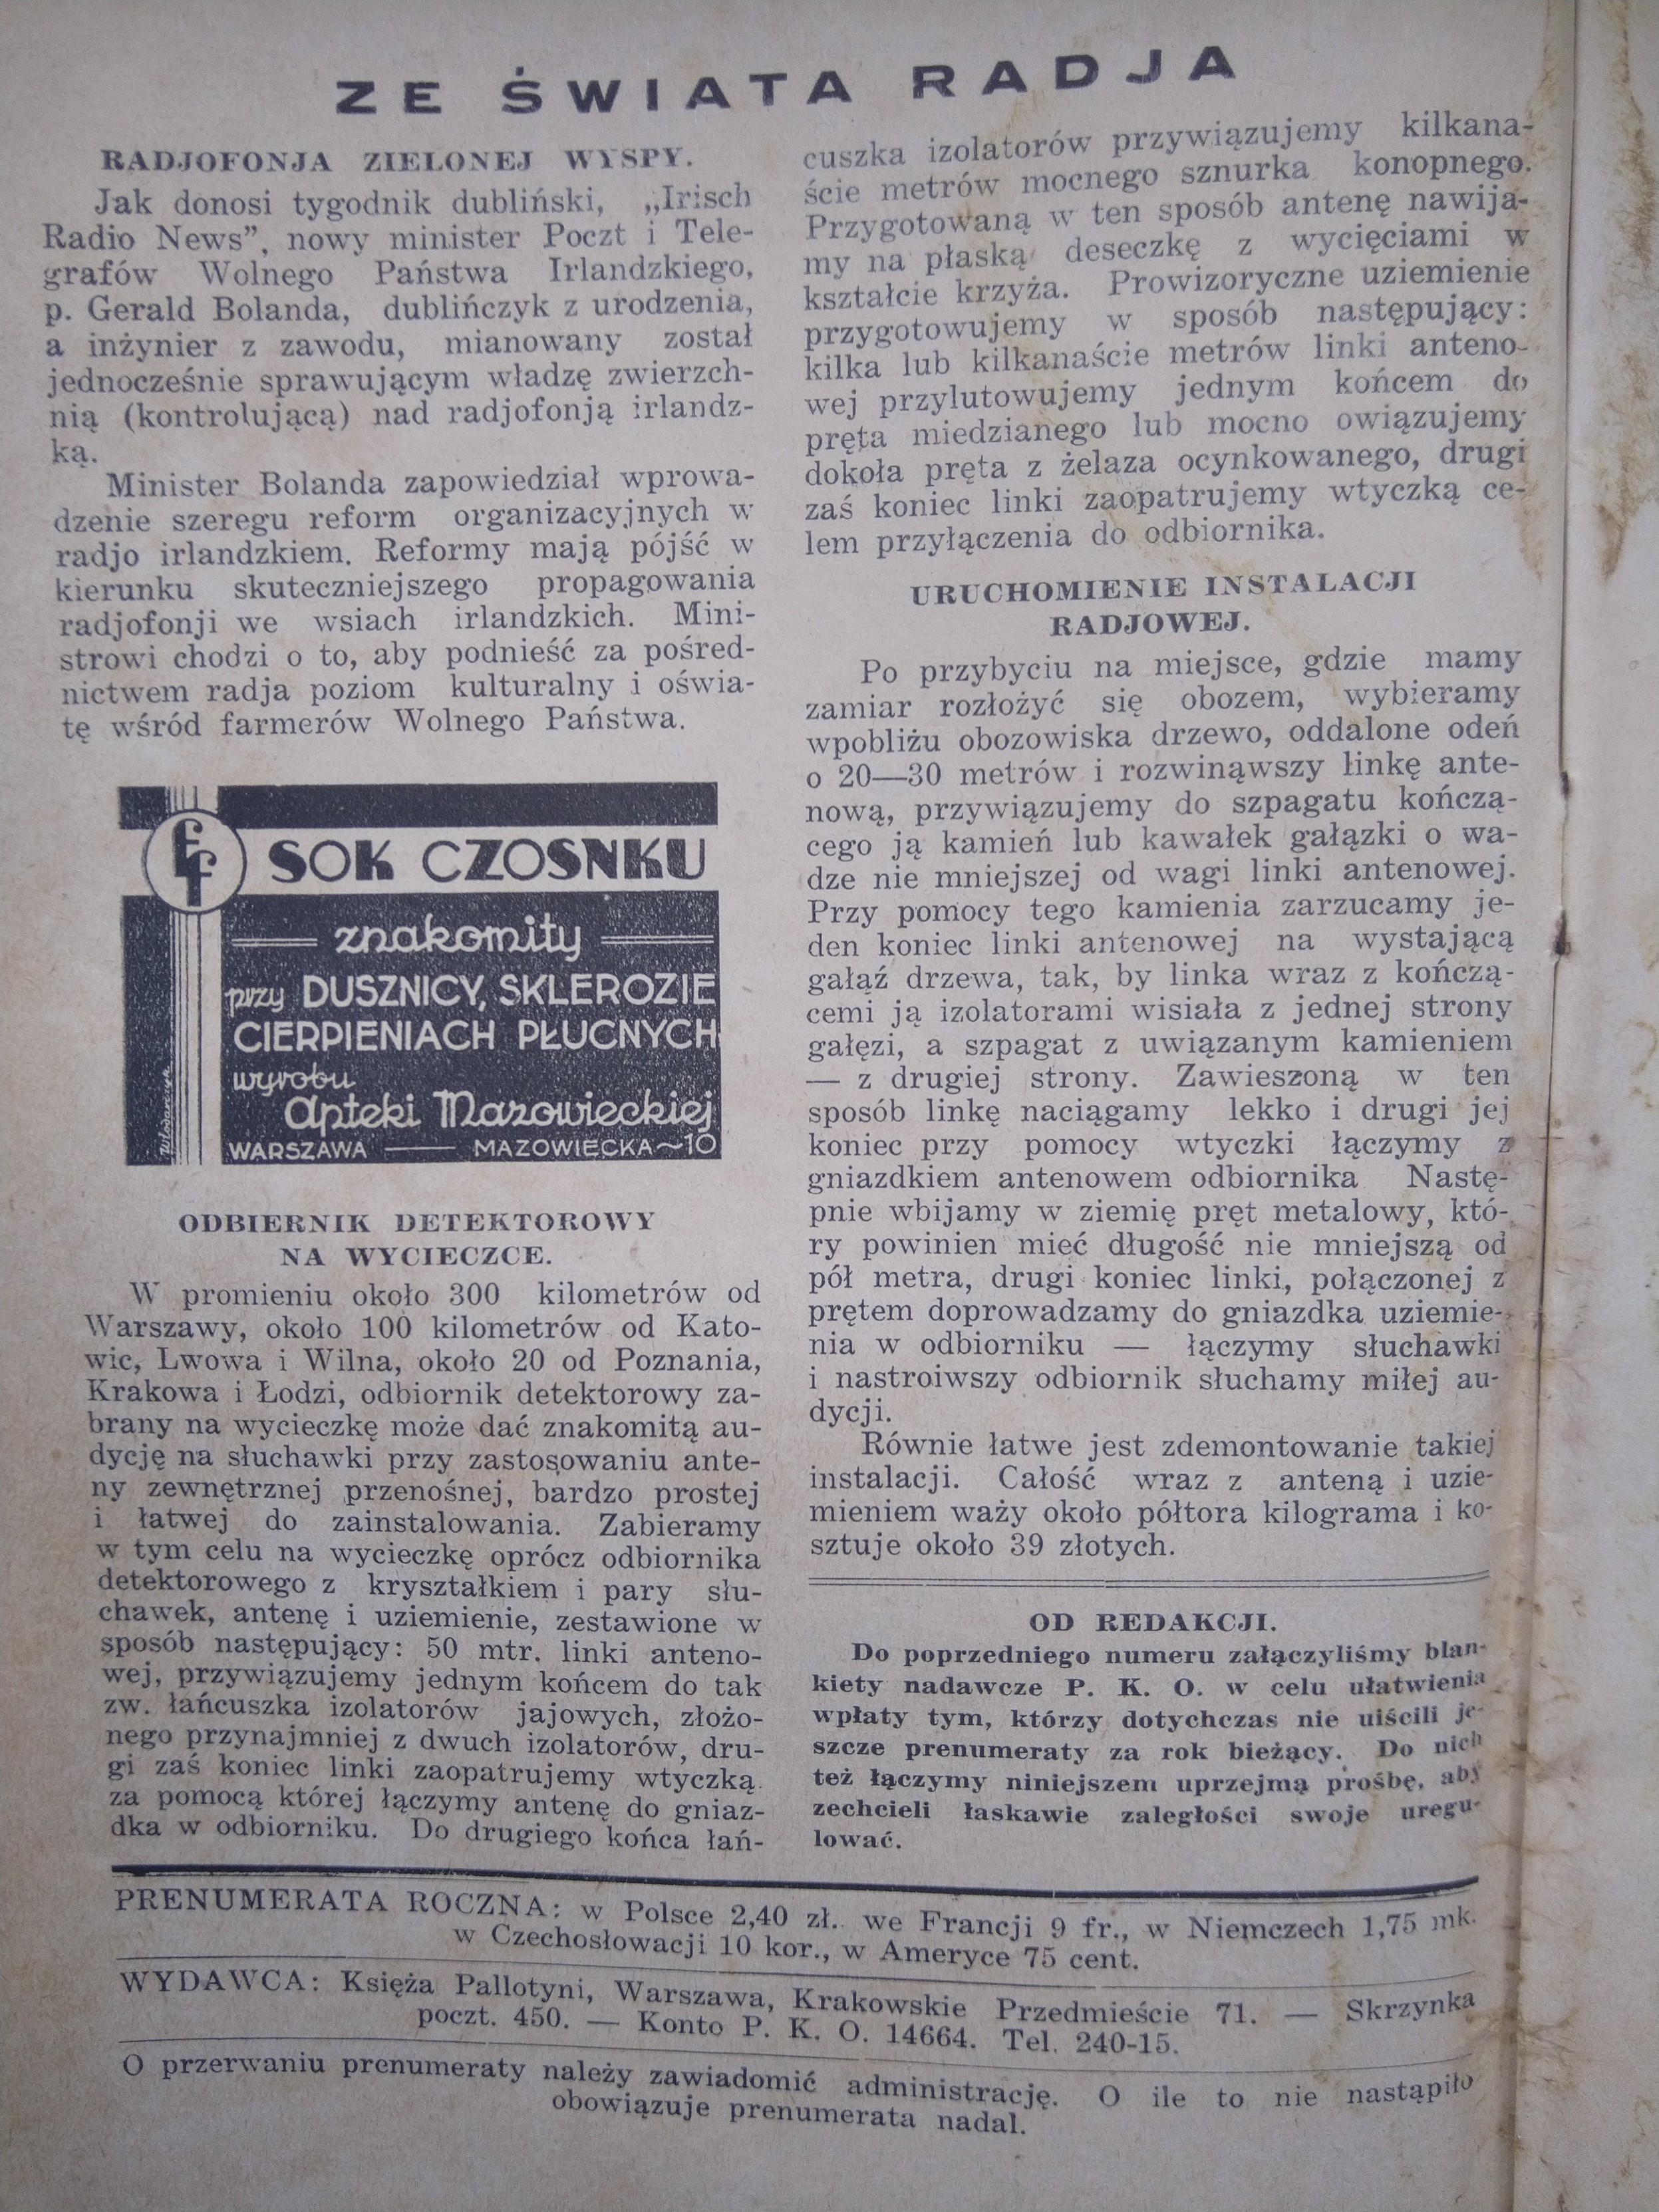 ZE ŚWIATA RADJA
RADJOFONJA ZIELONEJ WYSPY.
Jak donosi tygodnik dubliński, „Irisch
Radio News”, nowy minister Poczt i Tele-
grafów Wolnego Państwa Irlandzkiego,
p. Gerald Bolanda, dublińczyk z urodzenia,
a inżynier z zawodu, mianowany został
jednocześnie sprawującym władzę zwierzch-
nią (kontrolującą) nad radjofonją irlandz-
ką.
Minister Bolanda zapowiedział wprowa-
dzenie szeregu reform organizacyjnych w
radjo irlandzkiem. Reformy mają pójść w
kierunku skuteczniejszego propagowania
radjofonji we wsiach irlandzkich. Mini-
strowi chodzi o to, aby podnieść za pośred-
nictwem radja poziom kulturalny i oświa-
tę wśród farmerów Wolnego Państwa.
SOK CZOSNKU
znakomity
przy DUSZNICY, SKLEROZIE
CIERPIENIACH PŁUCNYCH
wyrobu
Apteki Mazowieckiej
WARSZAWA — MAZOWIECKA~10
ODBIERNIK DETEKTOROWY
NA WYCIECZCE.
W promieniu około 300 kilometrów od
Warszawy, około 100 kilometrów od Kato-
wic, Lwowa i Wilna, około 20 od Poznania,
Krakowa i Łodzi, odbiornik detektorowy za-
brany na wycieczkę może dać znakomitą au-
dycję na słuchawki przy zastosowaniu ante-
ny zewnętrznej przenośnej, bardzo prostej
i łatwej do zainstalowania. Zabieramy
w tym celu na wycieczkę oprócz odbiornika
detektorowego z kryształkiem i pary słu-
chawek, antenę i uziemienie, zestawione w
sposób następujący: 50 mtr. linki anteno-
wej, przywiązujemy jednym końcem do tak
zw. łańcuszka izolatorów jajowych, złożo-
nego przynajmniej z dwuch izolatorów, dru-
gi zaś koniec linki zaopatrujemy wtyczką.
za pomocą której łączymy antenę do gniaz-
dka w odbiorniku. Do drugiego końca łań-
cuszka izolatorów przywiązujemy kilkana-
ście metrów mocnego sznurka konopnego.
Przygotowaną w ten sposób antenę nawija-
my na płaską deseczkę z wycięciami w
kształcie krzyża. Prowizoryczne uziemienie
przygotowujemy w sposób następujący:
kilka lub kilkanaście metrów linki anteno-
wej przylutowujemy jednym końcem do
pręta miedzianego lub mocno owiązujemy
dokoła pręta z żelaza ocynkowanego, drugi
zaś koniec linki zaopatrujemy wtyczką ce-
lem przyłączenia do odbiornika.
URUCHOMIENIE INSTALACJI
RADJOWEJ.
Po przybyciu na miejsce, gdzie mamy
zamiar rozłożyć się obozem, wybieramy
wpobliżu obozowiska drzewo, oddalone odeń
o 20—30 metrów i rozwinąwszy linkę ante-
nową, przywiązujemy do szpagatu kończą-
cego ją kamień lub kawałek gałązki o wa-
dze nie mniejszej od wagi linki antenowej.
Przy pomocy tego kamienia zarzucamy je-
den koniec linki antenowej na wystającą
gałąź drzewa, tak, by linka wraz z kończą-
cemi ją izolatorami wisiała z jednej strony
gałęzi, a szpagat z uwiązanym kamieniem
— z drugiej strony. Zawieszoną w ten
sposób linkę naciągamy lekko i drugi jej
koniec przy pomocy wtyczki łączymy z
gniazdkiem antenowem odbiornika Nastę-
pnie wbijamy w ziemię pręt metalowy, któ-
ry powinien mieć długość nie mniejszą od
pół metra, drugi koniec linki, połączonej z
prętem doprowadzamy do gniazdka uziemie-
nia w odbiorniku — łączymy słuchawki
i nastroiwszy odbiornik słuchamy miłej au-
dycji.
Równie łatwe jest zdemontowanie takiej
instalacji. Całość wraz z anteną i uzie-
mieniem waży około półtora kilograma i ko-
sztuje około 39 złotych.
OD REDAKCJI.
Do poprzedniego numeru załączyliśmy blan-
kiety nadawcze P. K. O. w celu ułatwienia
wpłaty tym, którzy dotychczas nie uiścili je-
szcze prenumeraty za rok bieżący. Do nich
też łączymy niniejszem uprzejmą prośbę, aby
zechcieli łaskawie zaległości swoje uregu-
lować.
PRENUMERATA ROCZNA: w Polsce 2,40 zł. we Francji 9 fr., w Niemczech 1,75 mk.
w Czechosłowacji 10 kor., w Ameryce 75 cent.
WYDAWCA: Księża Pallotyni, Warszawa, Krakowskie Przedmieście 71. — Skrzynka
poczt. 450. — Konto P. K. O. 14664. Tel. 240-15.
O przerwaniu prenumeraty należy zawiadomić administrację. O ile to nie nastąpiło
obowiązuje prenumerata nadal.